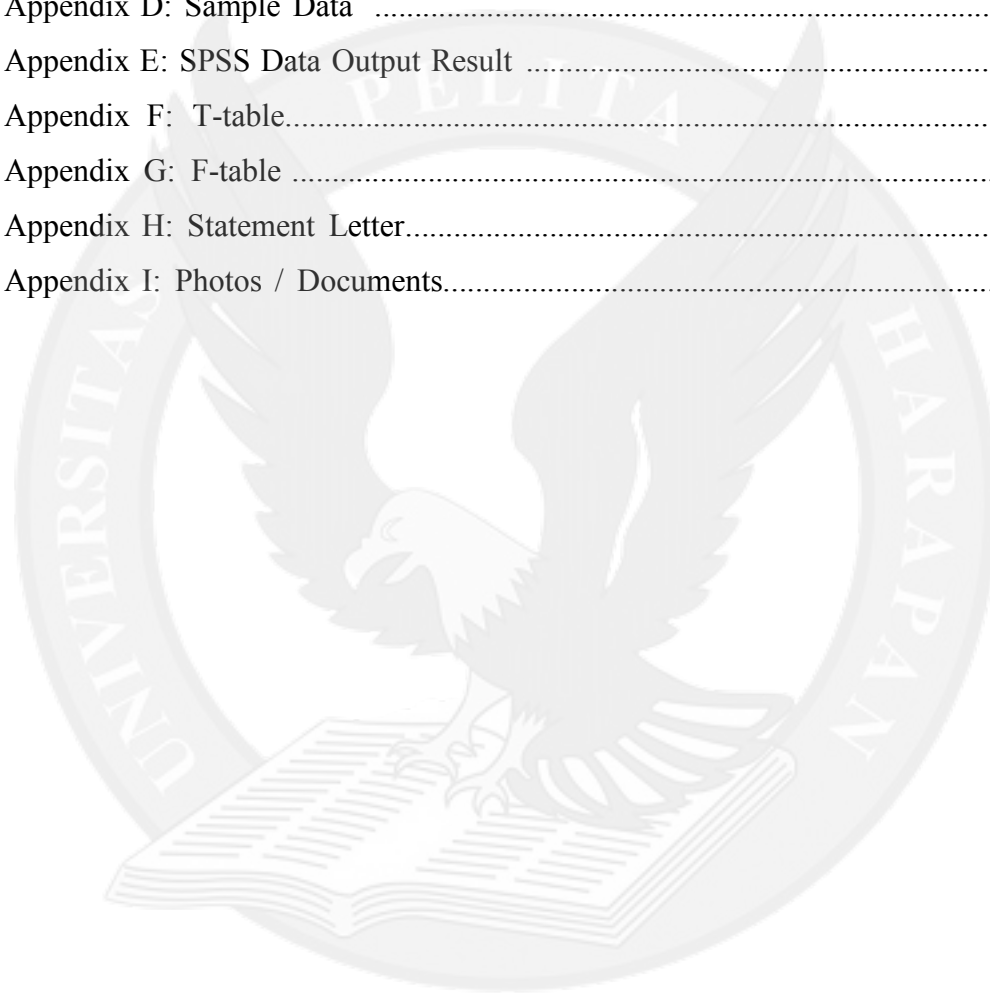 Appendix D: Sample Data ........................................................................
Appendix E: SPSS Data Output Result ........................................................
Appendix F: T-table..................................................................................
Appendix G: F-table .................................................................................
Appendix H: Statement Letter....................................................................
Appendix I: Photos / Documents................................................................
UNIVERSITAS PELITA HARAPAN